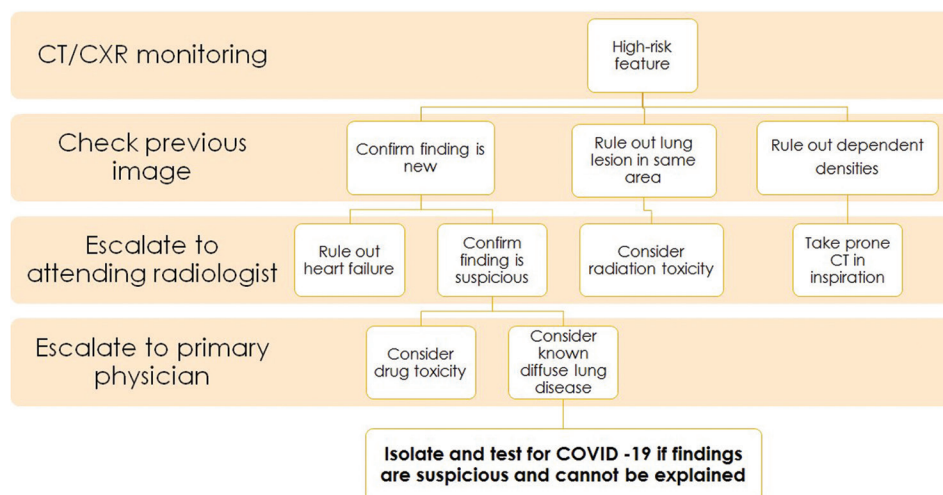 CT/CXR monitoring
High-risk
feature
Check previous
image
Confirm finding is
new
Rule out lung
lesion in same
area
Rule out dependent
densities
Escalate to
attending radiologist
Rule out
heart failure
Confirm
finding is
suspicious
Consider
radiation toxicity
Take prone
CT in
inspiration
Escalate to primary
physician
Consider
drug toxicity
Consider
known
diffuse lung
disease
Isolate and test for COVID -19 if findings
are suspicious and cannot be explained